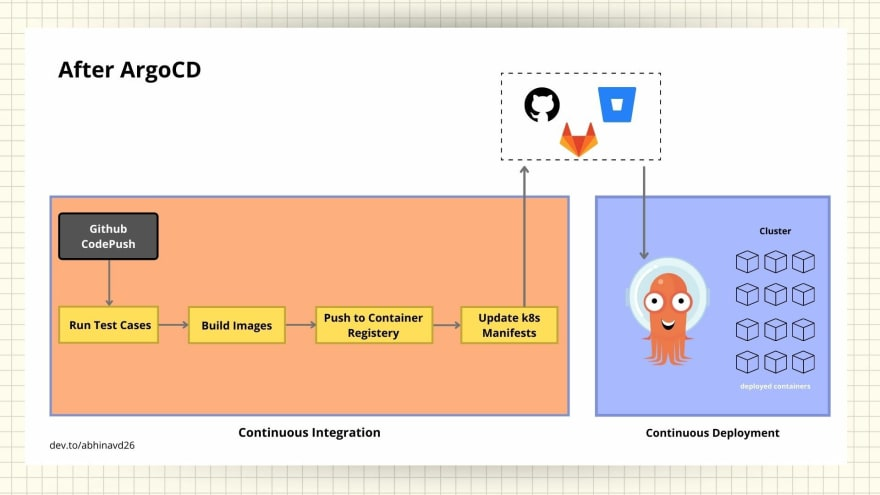 After ArgoCD
Github
CodePush
Run Test Cases
Build Images
Push to Container
Registery
Update k8s
Manifests
Continuous Integration
Cluster
deployed containers
Continuous Deployment
dev.to/abhinavd26